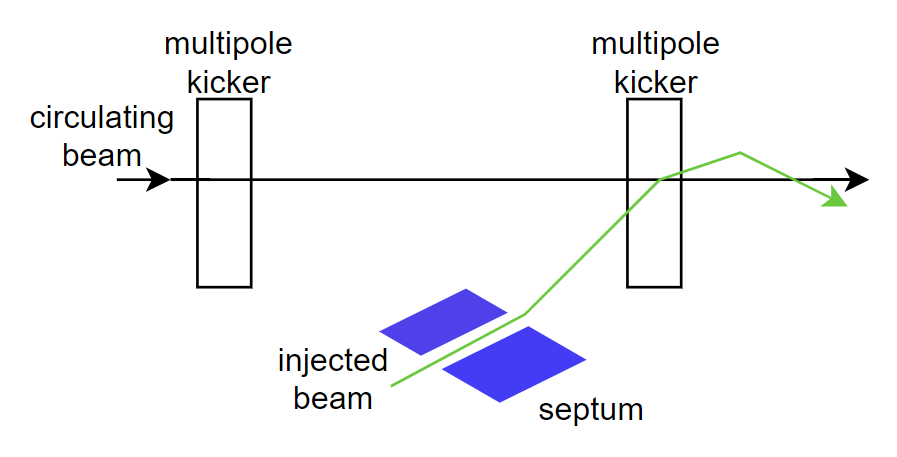 multipole
kicker
multipole
kicker
circulating
beam
injected
beam
septum